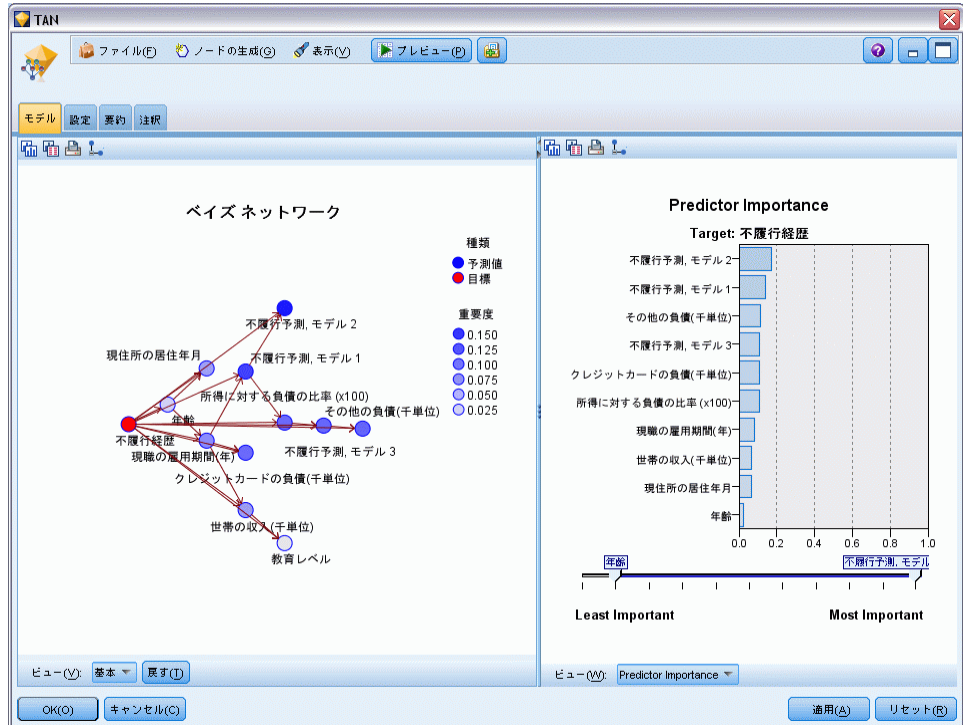 TAN
ファイル(F) ノードの生成(G) 表示(V) プレビュー(P)
モデル 設定 要約 注釈
ベイズ ネットワーク
種類
予測値
目標
重要度
0.150
0.125
0.100
0.075
0.050
0.025
不履行予測, モデル 2
現住所の居住年月
不履行予測, モデル 1
所得に対する負債の比率 (x100)
その他の負債(千単位)
年齢
不履行経歴
現職の雇用期間(年)
不履行予測, モデル 3
クレジットカードの負債(千単位)
世帯の収入(千単位)
教育レベル
ビュー(V): 基本 戻す(T)
Predictor Importance
Target: 不履行経歴
不履行予測, モデル 2
不履行予測, モデル 1
その他の負債(千単位)
不履行予測, モデル 3
クレジットカードの負債(千単位)
所得に対する負債の比率 (x100)
現職の雇用期間(年)
世帯の収入(千単位)
現住所の居住年月
年齢
0.0 0.2 0.4 0.6 0.8 1.0
年齢 不履行予測, モデル
Least Important Most Important
ビュー(W): Predictor Importance
OK(O) キャンセル(C) 適用(A) リセット(R)